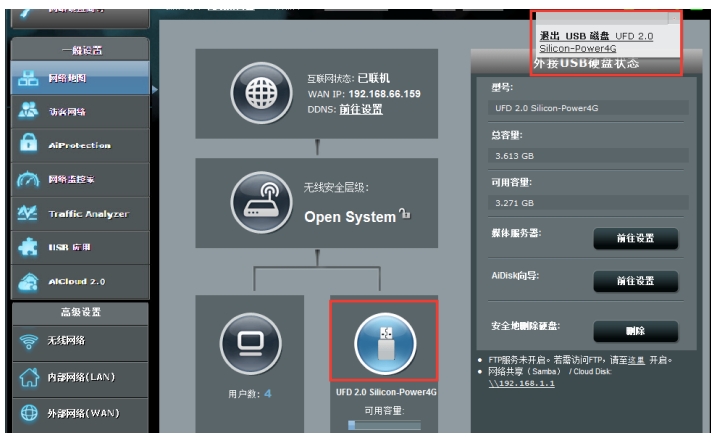 一般设置
网络地图
访客网络
AiProtection
网络监控家
Traffic Analyzer
USB 应用
AiCloud 2.0
高级设置
无线网络
内部网络(LAN)
外部网络(WAN)
互联网状态: 已联机
WAN IP: 192.168.66.159
DDNS: 前往设置
无线安全层级:
Open System
用户数: 4
UFD 2.0 Silicon-Power4G
可用容量:
退出 USB 磁盘 UFD 2.0
Silicon-Power4G
外接USB硬盘状态
型号:
UFD 2.0 Silicon-Power4G
总容量:
3.613 GB
可用容量:
3.271 GB
媒体服务器: 前往设置
AiDisk向导: 前往设置
安全地删除硬盘: 删除
FTP服务未开启。若需访问FTP，请至这里 开启。
网络共享（Samba） / Cloud Disk:
\\192.168.1.1